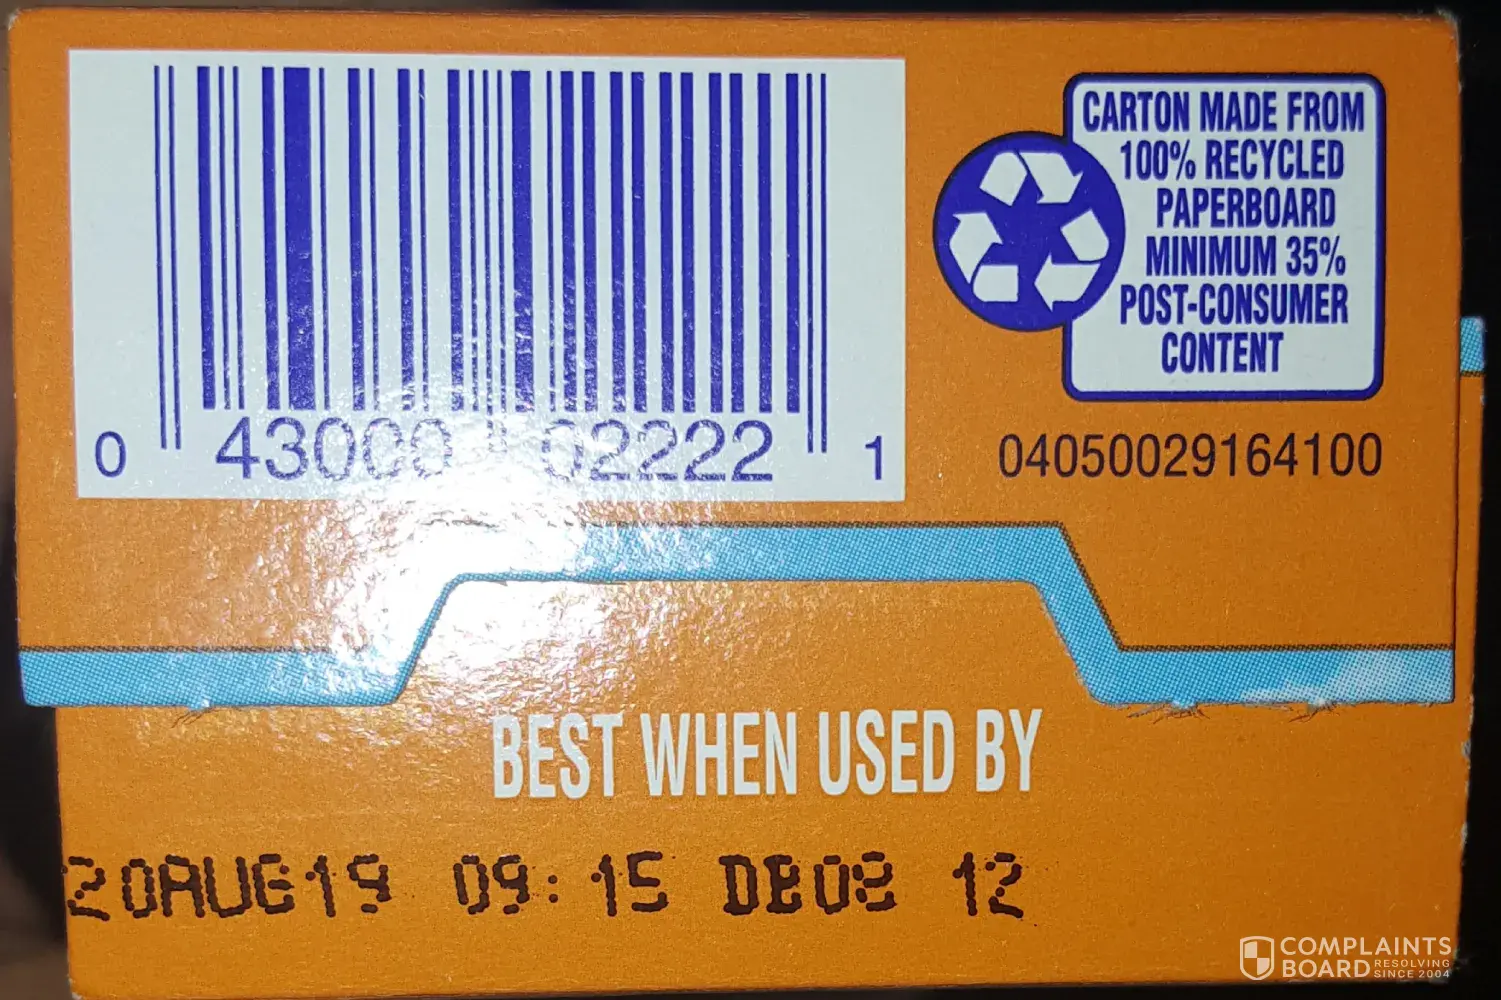 CARTON MADE FROM
100% RECYCLED
PAPERBOARD
MINIMUM 35%
POST-CONSUMER
CONTENT
0 43000 02222 1
04050029164100
BEST WHEN USED BY
20AUG19 09:15 DB08 12
COMPLAINTS
BOARD RESOLVING
SINCE 2004